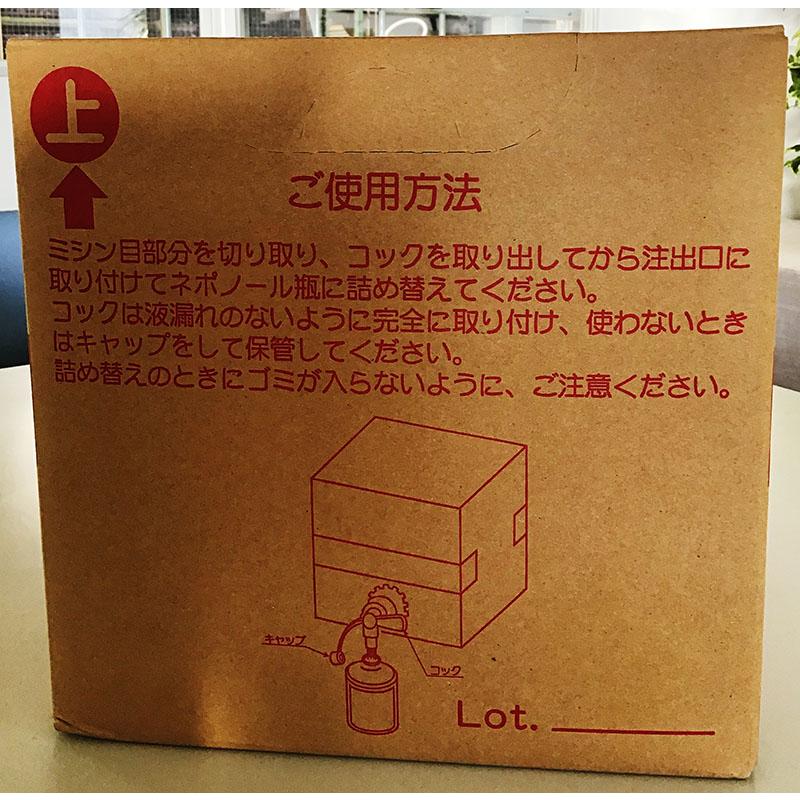 上
ご使用方法
ミシン目部分を切り取り、コックを取り出してから注出口に
取り付けてネポノール瓶に詰め替えてください。
コックは液漏れのないように完全に取り付け、使わないとき
はキャップをして保管してください。
詰め替えのときにゴミが入らないように、ご注意ください。
キャップ
コック
Lot.